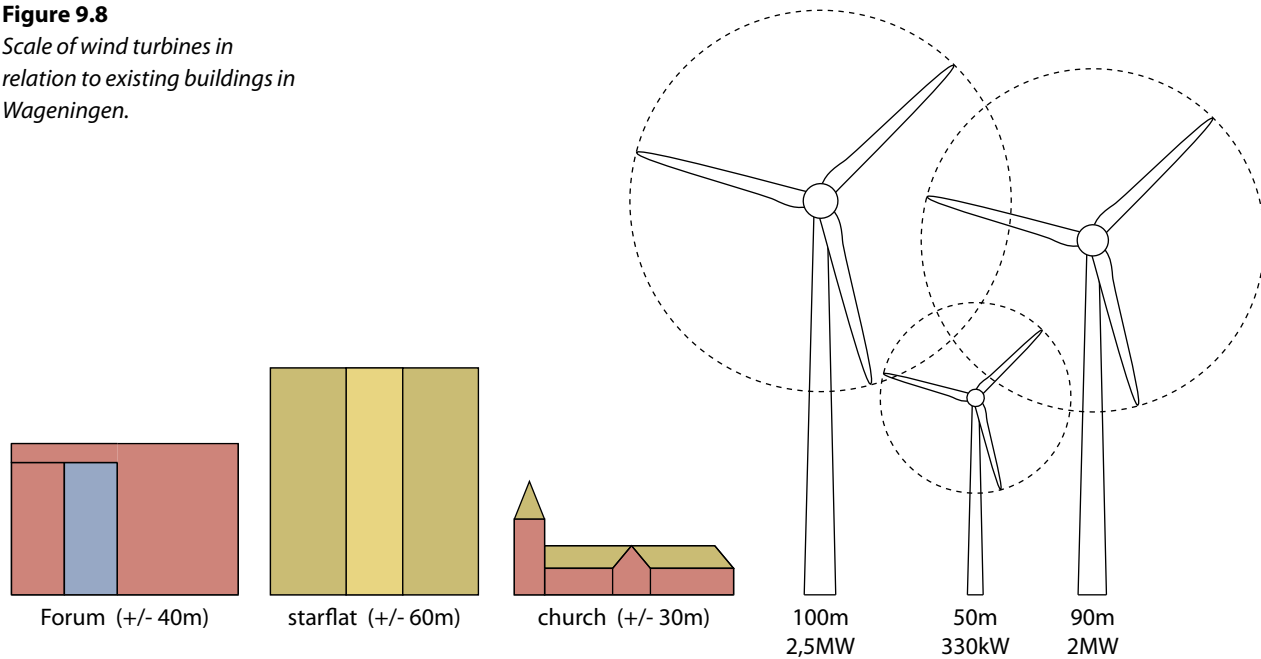 Figure 9.8
Scale of wind turbines in
relation to existing buildings in
Wageningen.
Forum (+/- 40m)
starflat (+/- 60m)
church (+/- 30m)
100m
2,5MW
50m
330kW
90m
2MW